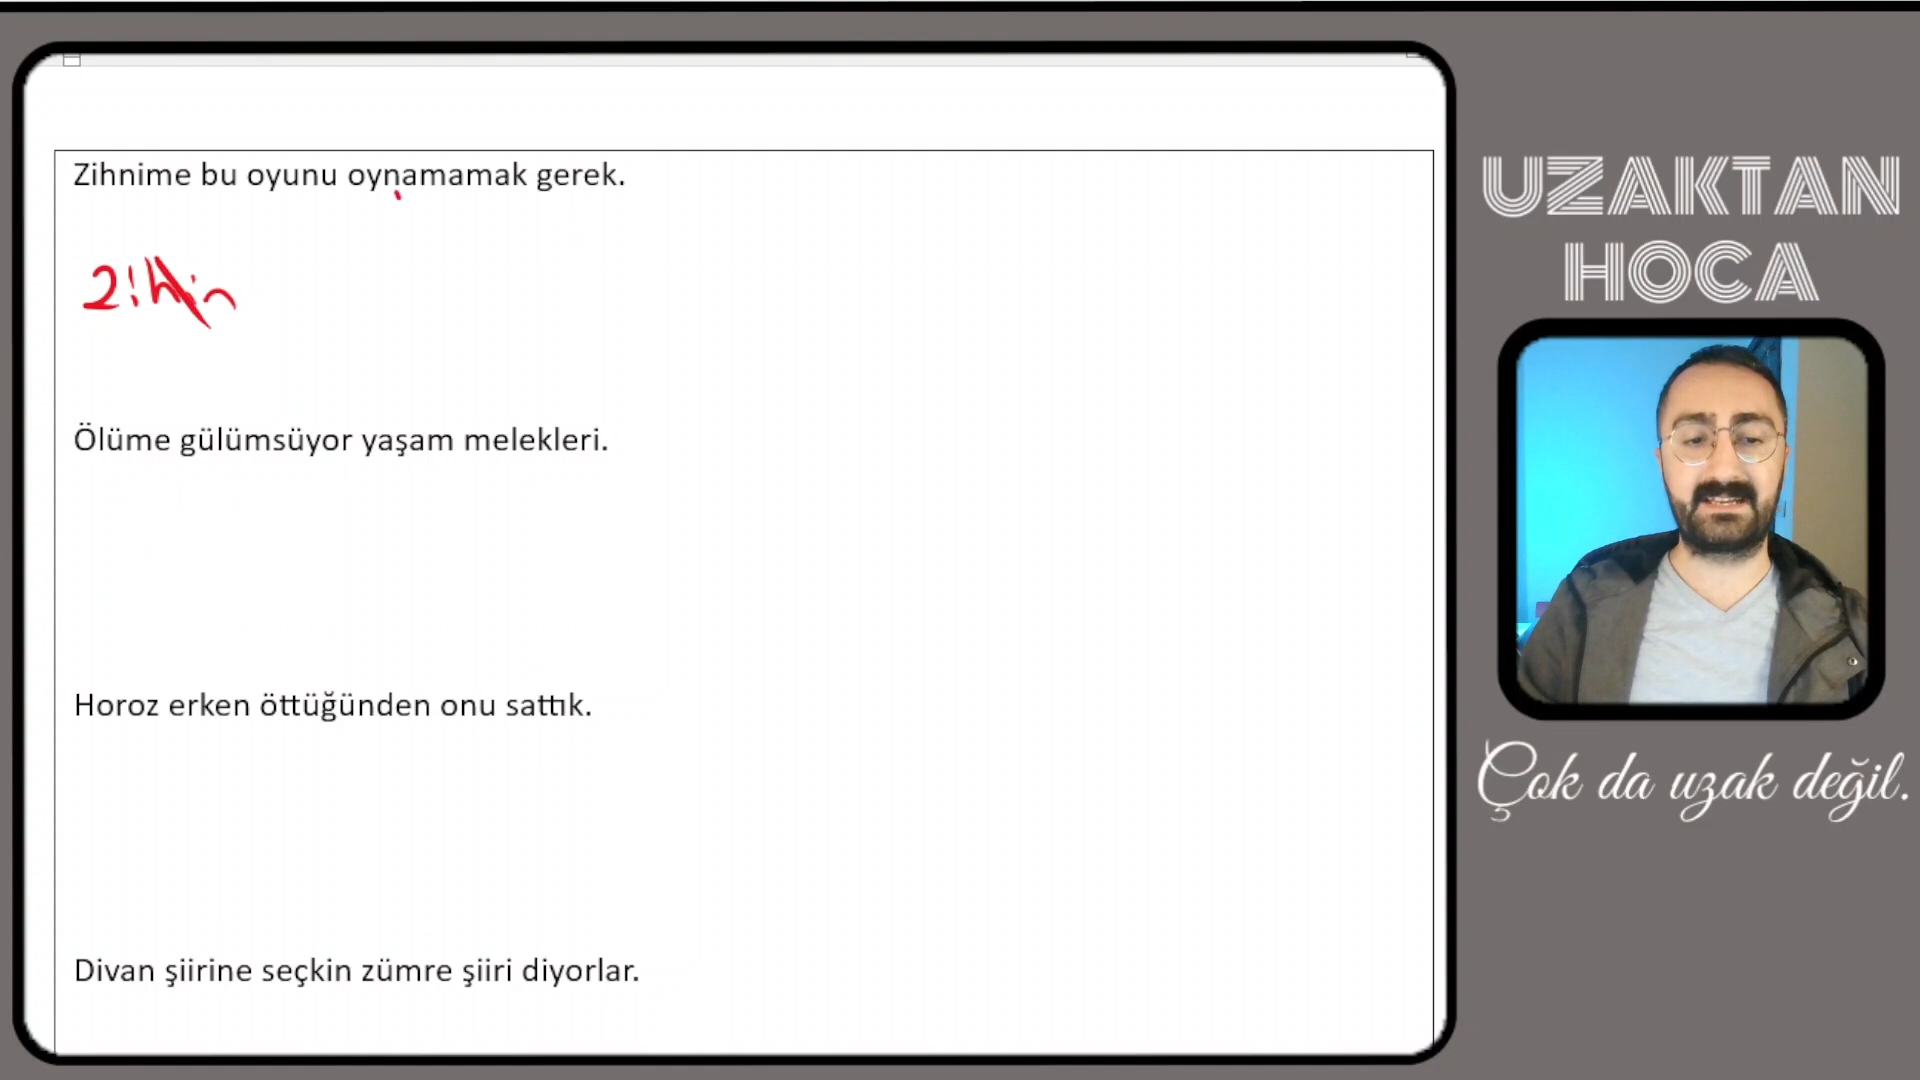 Zihnime bu oyunu oynamamak gerek.
Zihin
Ölüme gülümsüyor yaşam melekleri.
Horoz erken öttüğünden onu sattık.
Divan şiirine seçkin zümre şiiri diyorlar.
UZAKTAN
HOCA
Çok da uzak değil.